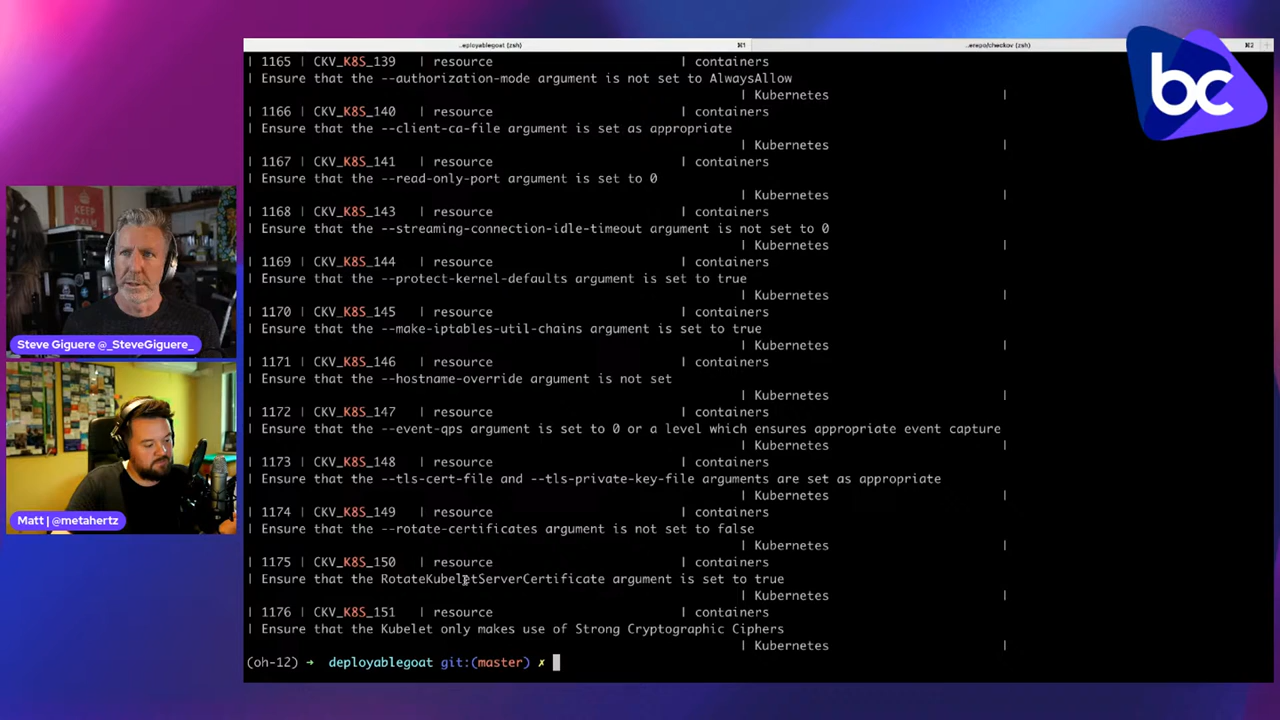 ..eployablegoat (zsh) ⌘1 ..erepo/checkov (zsh) ⌘2
| 1165 | CKV_K8S_139 | resource | containers
| Ensure that the --authorization-mode argument is not set to AlwaysAllow
| Kubernetes |
| 1166 | CKV_K8S_140 | resource | containers
| Ensure that the --client-ca-file argument is set as appropriate
| Kubernetes |
| 1167 | CKV_K8S_141 | resource | containers
| Ensure that the --read-only-port argument is set to 0
| Kubernetes |
| 1168 | CKV_K8S_143 | resource | containers
| Ensure that the --streaming-connection-idle-timeout argument is not set to 0
| Kubernetes |
| 1169 | CKV_K8S_144 | resource | containers
| Ensure that the --protect-kernel-defaults argument is set to true
| Kubernetes |
| 1170 | CKV_K8S_145 | resource | containers
| Ensure that the --make-iptables-util-chains argument is set to true
| Kubernetes |
| 1171 | CKV_K8S_146 | resource | containers
| Ensure that the --hostname-override argument is not set
| Kubernetes |
| 1172 | CKV_K8S_147 | resource | containers
| Ensure that the --event-qps argument is set to 0 or a level which ensures appropriate event capture
| Kubernetes |
| 1173 | CKV_K8S_148 | resource | containers
| Ensure that the --tls-cert-file and --tls-private-key-file arguments are set as appropriate
| Kubernetes |
| 1174 | CKV_K8S_149 | resource | containers
| Ensure that the --rotate-certificates argument is not set to false
| Kubernetes |
| 1175 | CKV_K8S_150 | resource | containers
| Ensure that the RotateKubeletServerCertificate argument is set to true
| Kubernetes |
| 1176 | CKV_K8S_151 | resource | containers
| Ensure that the Kubelet only makes use of Strong Cryptographic Ciphers
| Kubernetes |
(oh-12) → deployablegoat git:(master) ✗
bc
KEEP
CALM
Steve Giguere @_SteveGiguere_
Matt | @metahertz